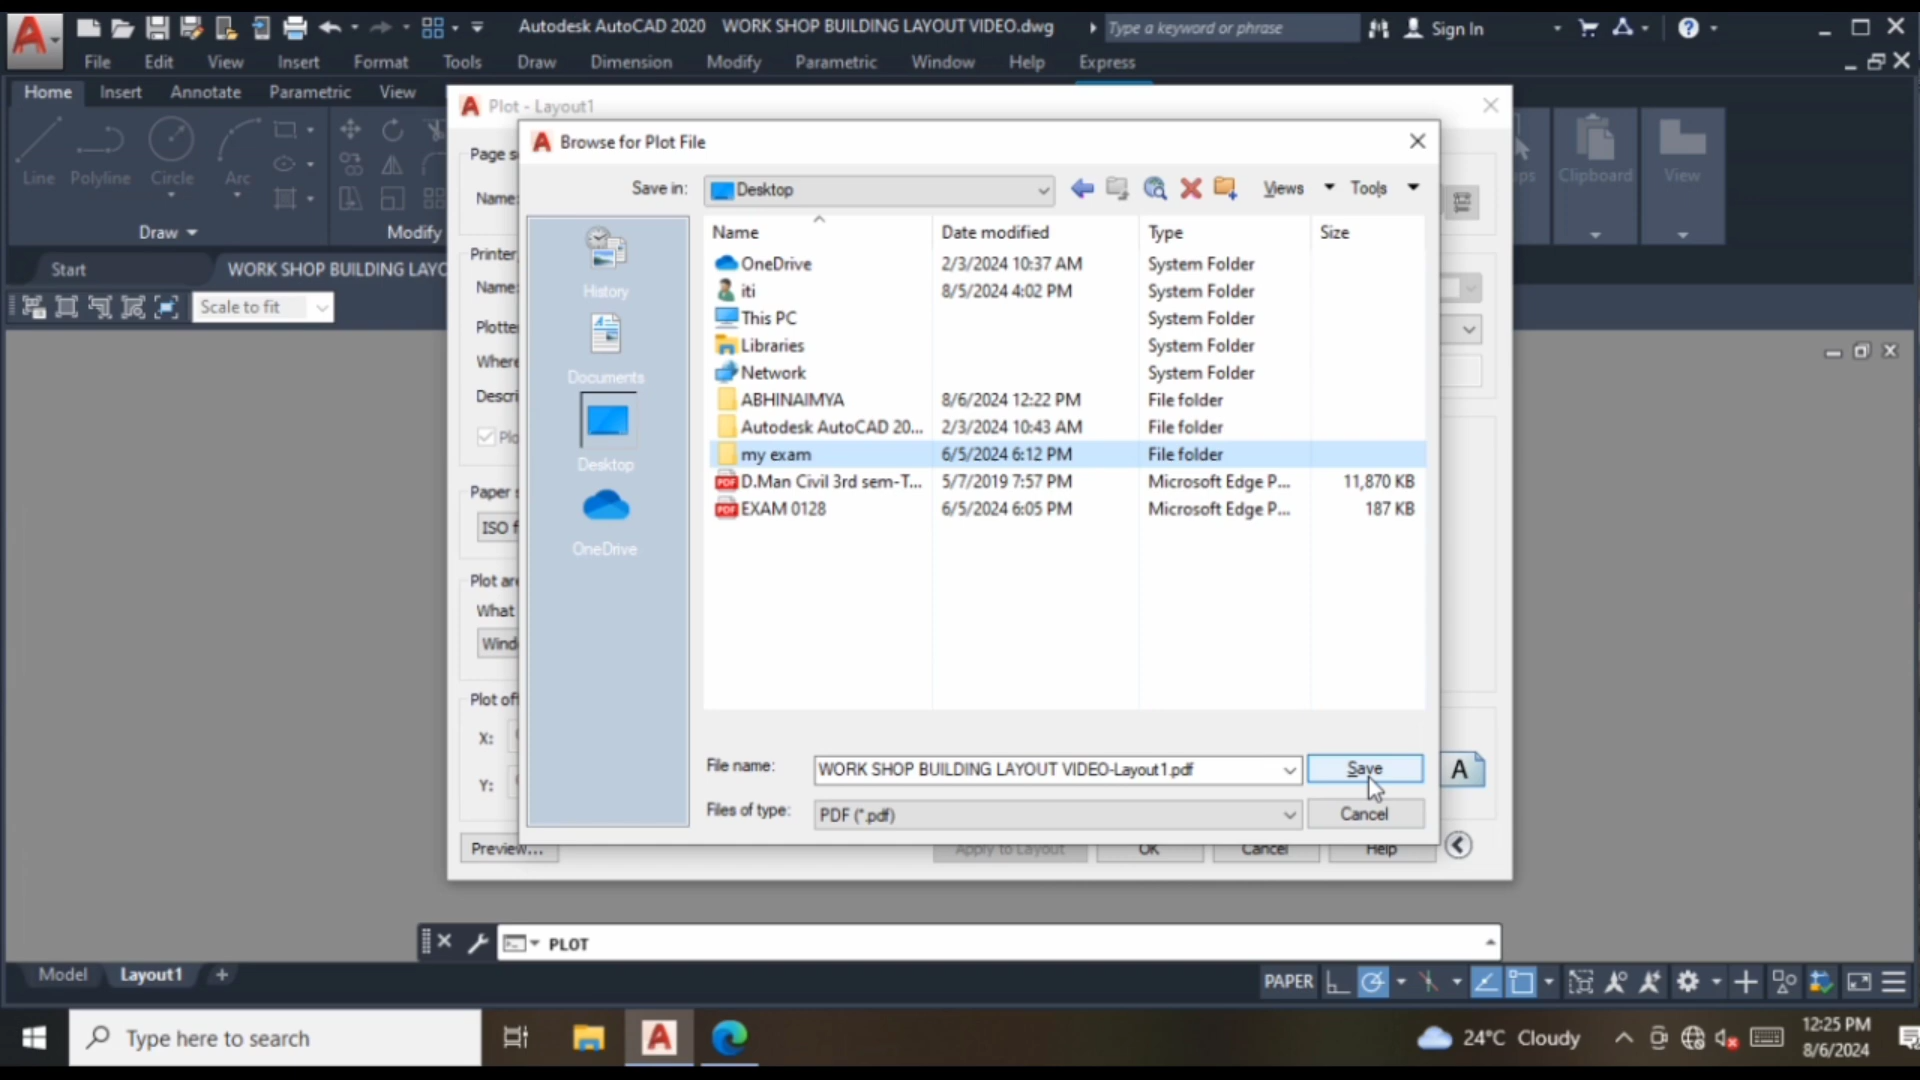 Autodesk AutoCAD 2020 WORK SHOP BUILDING LAYOUT VIDEO.dwg Type a keyword or phrase Sign In
File Edit View Insert Format Tools Draw Dimension Modify Parametric Window Help Express
Home Insert Annotate Parametric View
Plot - Layout1
Browse for Plot File
Line Polyline Circle Arc
Clipboard View
Draw Modify
Page s
Name:
Save in: Desktop Views Tools
Name Date modified Type Size
Start WORK SHOP BUILDING LAYO
Scale to fit
OneDrive 2/3/2024 10:37 AM System Folder
iti 8/5/2024 4:02 PM System Folder
This PC System Folder
Libraries System Folder
Network System Folder
ABHINAIMYA 8/6/2024 12:22 PM File folder
Autodesk AutoCAD 20... 2/3/2024 10:43 AM File folder
my exam 6/5/2024 6:12 PM File folder
D.Man Civil 3rd sem-T... 5/7/2019 7:57 PM Microsoft Edge P... 11,870 KB
EXAM 0128 6/5/2024 6:05 PM Microsoft Edge P... 187 KB
History
Documents
Desktop
OneDrive
Printer
Name:
Plotte
Where
Descri
Plo
Paper s
ISO f
Plot are
What
Wind
Plot off
X:
Y:
File name: WORK SHOP BUILDING LAYOUT VIDEO-Layout1.pdf Save
Files of type: PDF (*.pdf) Cancel
Preview... Apply to Layout OK Cancel Help
PLOT
Model Layout1 +
PAPER
Type here to search
24°C Cloudy
12:25 PM
8/6/2024